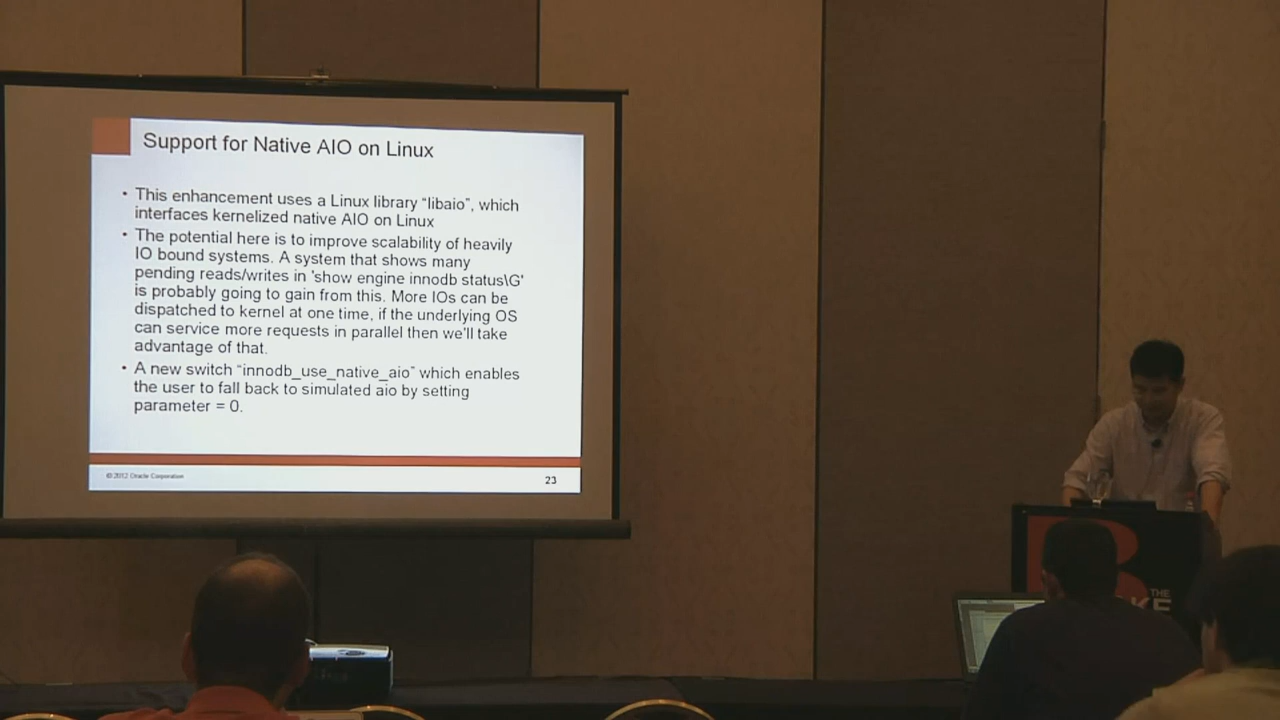 Support for Native AIO on Linux
• This enhancement uses a Linux library "libaio", which
interfaces kernelized native AIO on Linux
• The potential here is to improve scalability of heavily
IO bound systems. A system that shows many
pending reads/writes in 'show engine innodb status\G'
is probably going to gain from this. More IOs can be
dispatched to kernel at one time, if the underlying OS
can service more requests in parallel then we'll take
advantage of that.
• A new switch "innodb_use_native_aio" which enables
the user to fall back to simulated aio by setting
parameter = 0.
© 2012 Oracle Corporation
23
B
THE